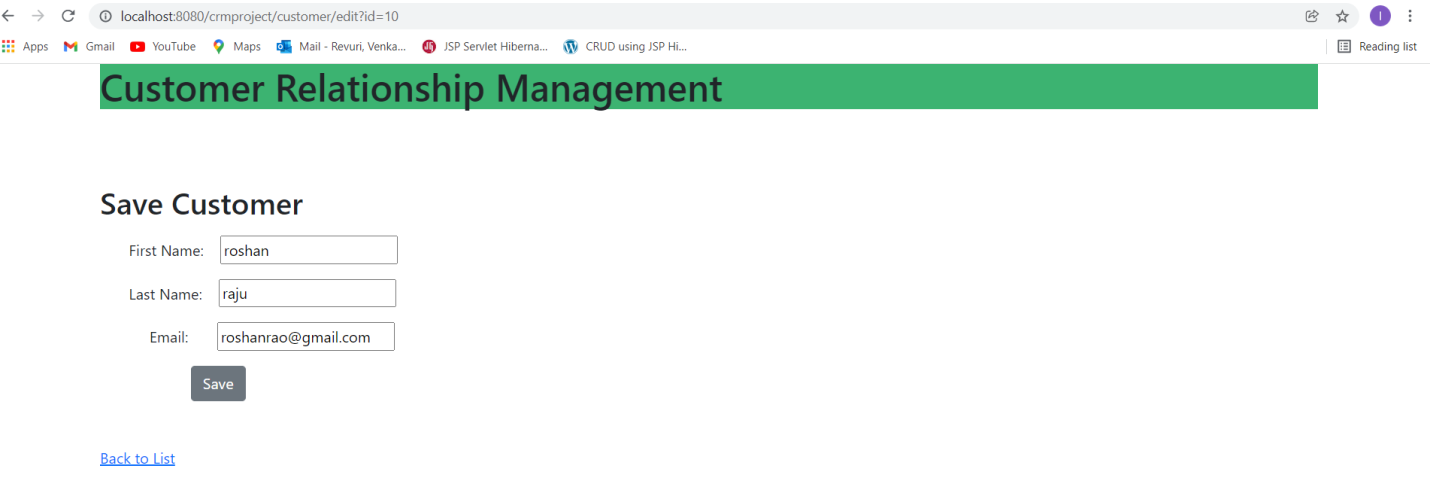 localhost:8080/crmproject/customer/edit?id=10
I
Apps Gmail YouTube Maps Mail - Revuri, Venka... JSP Servlet Hiberna... CRUD using JSP Hi... Reading list
Customer Relationship Management
Save Customer
First Name: roshan
Last Name: raju
Email: roshanrao@gmail.com
Save
Back to List